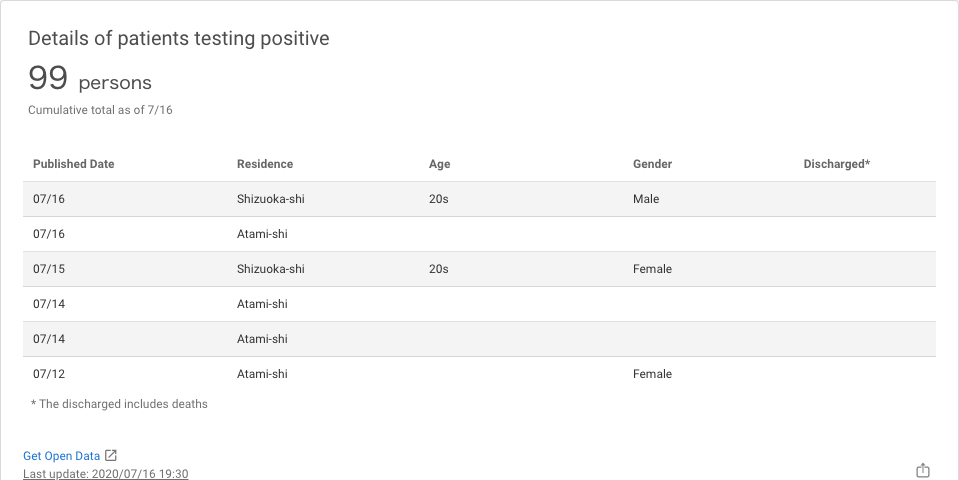 Details of patients testing positive
99 persons
Cumulative total as of 7/16
Published Date Residence Age Gender Discharged*
07/16 Shizuoka-shi 20s Male
07/16 Atami-shi
07/15 Shizuoka-shi 20s Female
07/14 Atami-shi
07/14 Atami-shi
07/12 Atami-shi Female
* The discharged includes deaths
Get Open Data
Last update: 2020/07/16 19:30